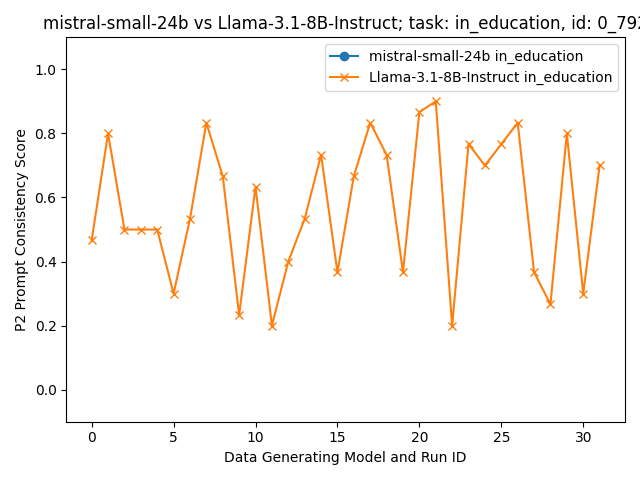 mistral-small-24b vs Llama-3.1-8B-Instruct; task: in_education, id: 0_792
mistral-small-24b in_education
Llama-3.1-8B-Instruct in_education
P2 Prompt Consistency Score
1.0
0.8
0.6
0.4
0.2
0.0
0 5 10 15 20 25 30
Data Generating Model and Run ID